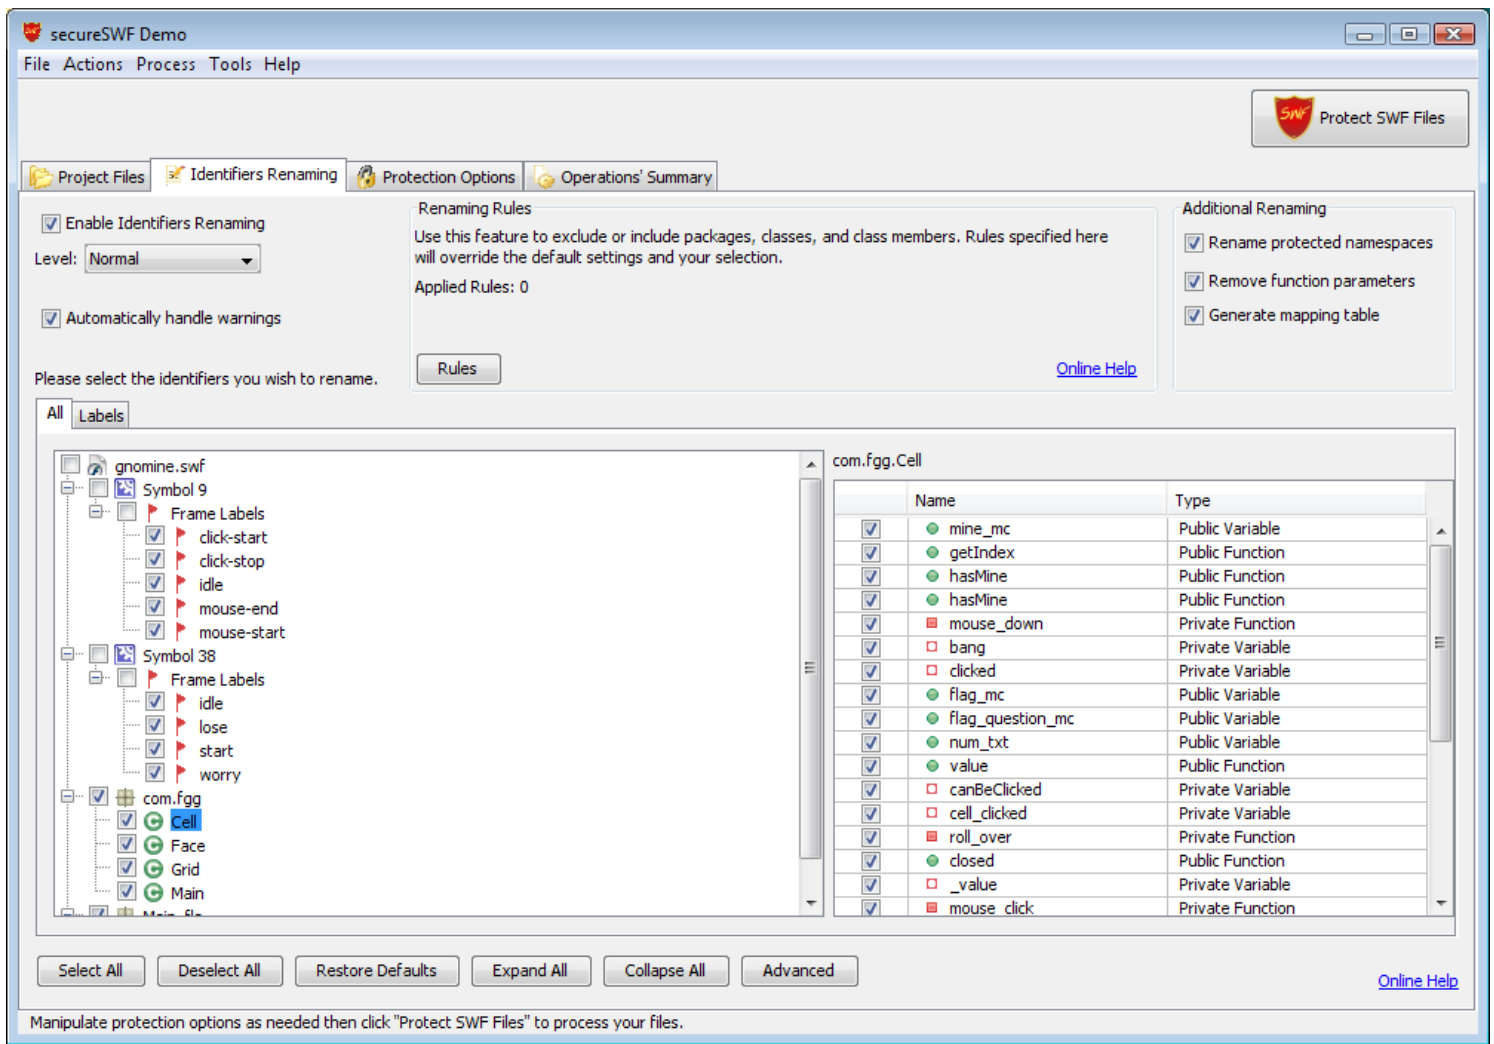 secureSWF Demo
File Actions Process Tools Help
SWF
Protect SWF Files
Project Files
Identifiers Renaming
Protection Options
Operations' Summary
Enable Identifiers Renaming
Level: Normal
Automatically handle warnings
Please select the identifiers you wish to rename.
Renaming Rules
Use this feature to exclude or include packages, classes, and class members. Rules specified here
will override the default settings and your selection.
Applied Rules: 0
Rules
Online Help
Additional Renaming
Rename protected namespaces
Remove function parameters
Generate mapping table
All
Labels
gnomine.swf
Symbol 9
Frame Labels
click-start
click-stop
idle
mouse-end
mouse-start
Symbol 38
Frame Labels
idle
lose
start
worry
com.fgg
Cell
Face
Grid
Main
Main_fla
com.fgg.Cell
Name Type
mine_mc Public Variable
getIndex Public Function
hasMine Public Function
hasMine Public Function
mouse_down Private Function
bang Private Variable
clicked Private Variable
flag_mc Public Variable
flag_question_mc Public Variable
num_txt Public Variable
value Public Function
canBeClicked Private Variable
cell_clicked Private Variable
roll_over Private Function
closed Public Function
_value Private Variable
mouse_click Private Function
Select All
Deselect All
Restore Defaults
Expand All
Collapse All
Advanced
Online Help
Manipulate protection options as needed then click "Protect SWF Files" to process your files.